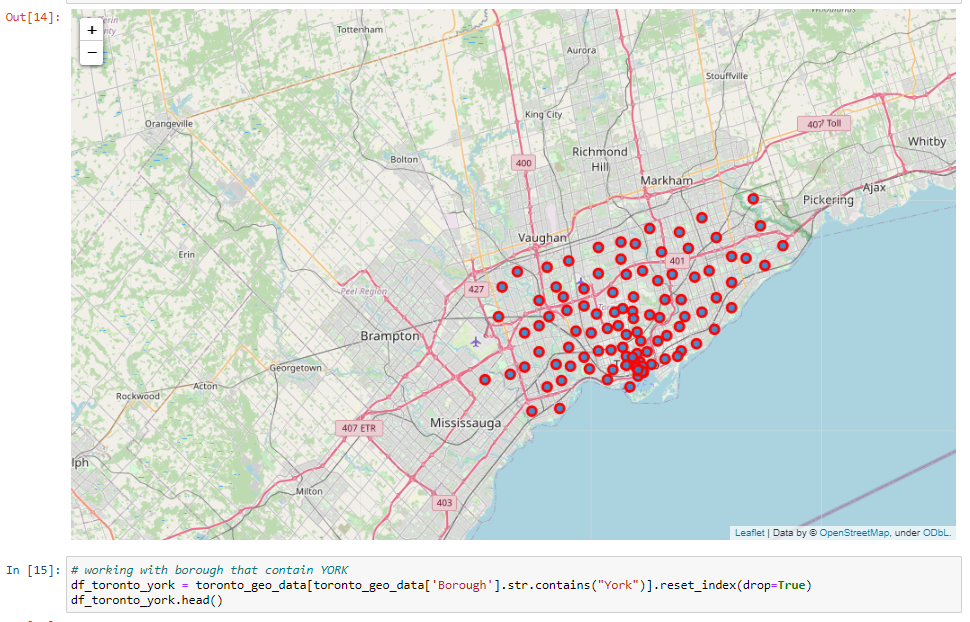 Out[14]:
+
−
Tottenham
Aurora
Stouffville
407 Toll
King City
Orangeville
Whitby
Richmond
Hill
Bolton
400
Markham
Ajax
Pickering
Vaughan
Erin
401
427
Peel Region
Brampton
Georgetown
Acton
Rockwood
407 ETR
Mississauga
lph
Milton
403
Leaflet | Data by © OpenStreetMap, under ODbL.
In [15]:
# working with borough that contain YORK
df_toronto_york = toronto_geo_data[toronto_geo_data['Borough'].str.contains("York")].reset_index(drop=True)
df_toronto_york.head()